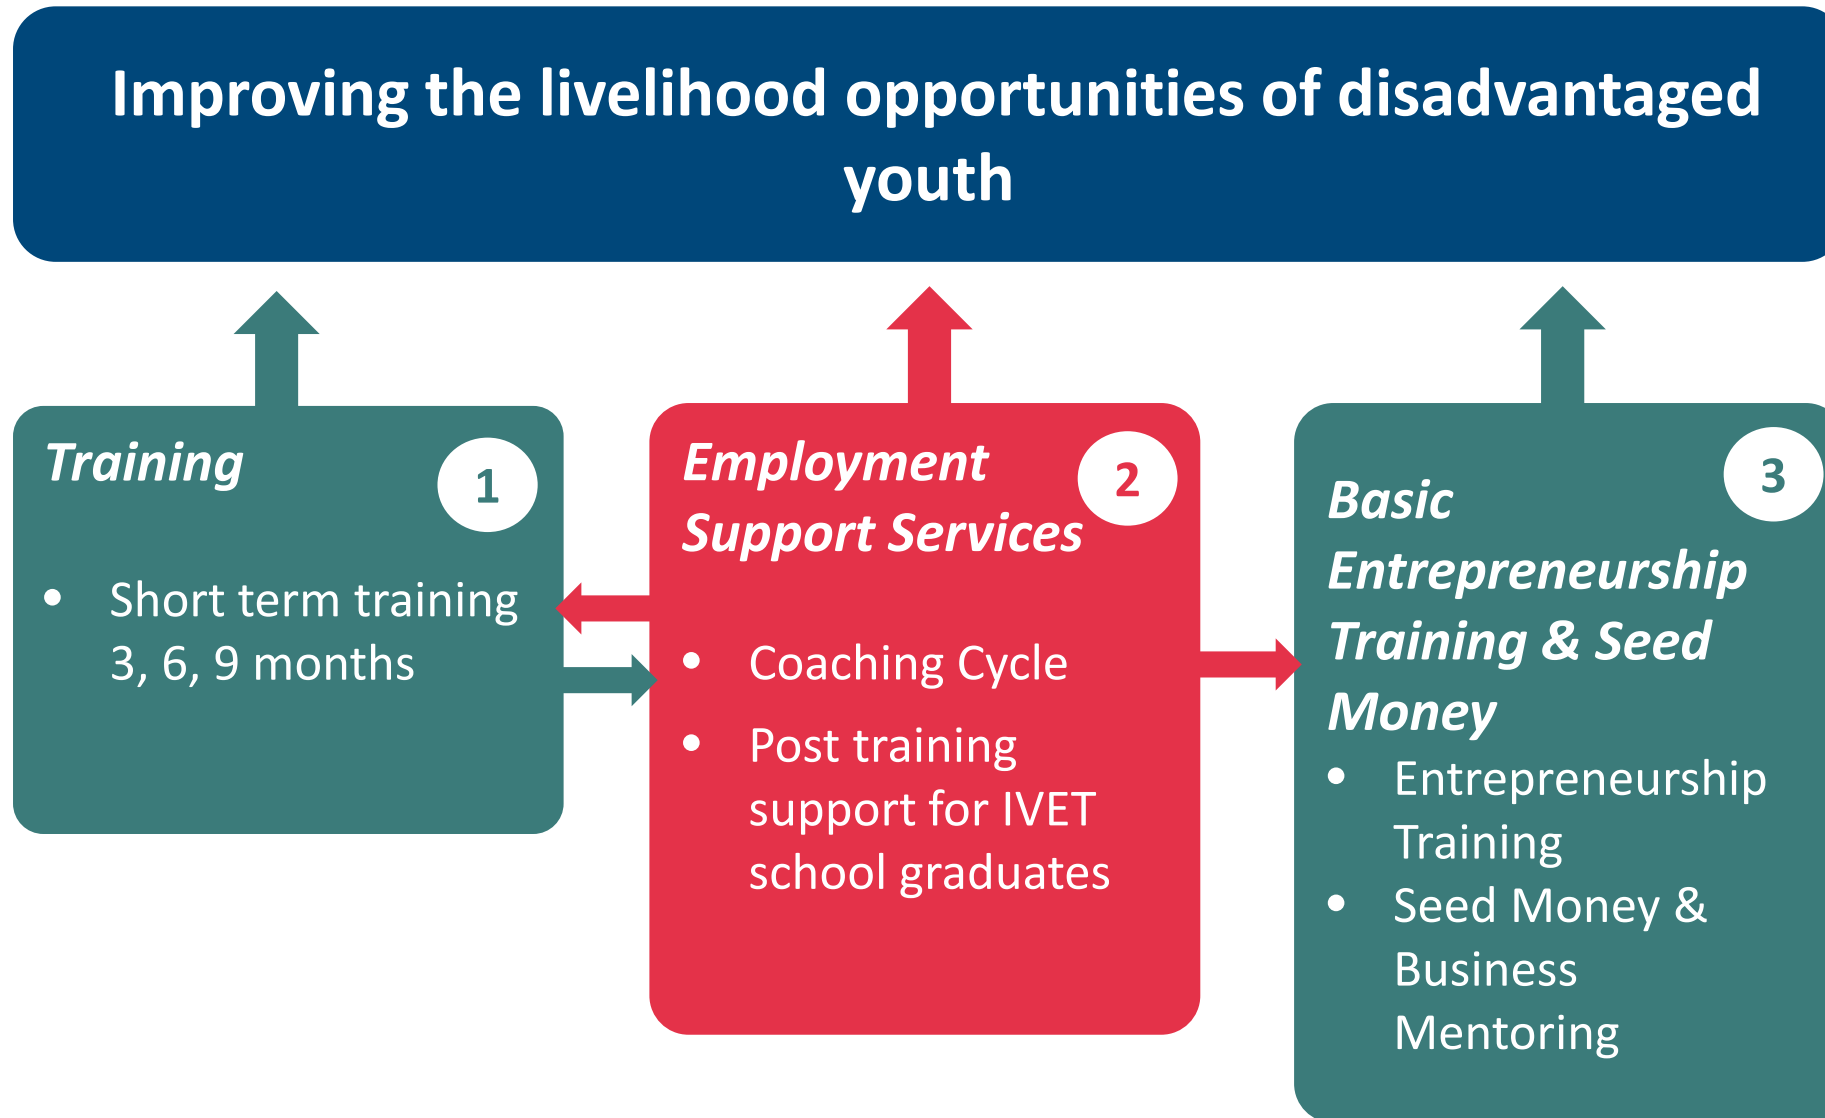 Improving the livelihood opportunities of disadvantaged
youth
Training
1
• Short term training
3, 6, 9 months
Employment
Support Services
2
• Coaching Cycle
• Post training
support for IVET
school graduates
3
Basic
Entrepreneurship
Training & Seed
Money
• Entrepreneurship
Training
• Seed Money &
Business
Mentoring